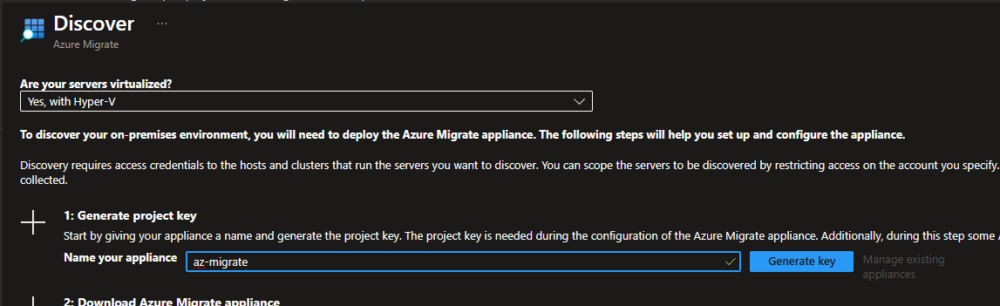 Discover
...
Azure Migrate
Are your servers virtualized?
Yes, with Hyper-V
To discover your on-premises environment, you will need to deploy the Azure Migrate appliance. The following steps will help you set up and configure the appliance.
Discovery requires access credentials to the hosts and clusters that run the servers you want to discover. You can scope the servers to be discovered by restricting access on the account you specify.
collected.
1: Generate project key
Start by giving your appliance a name and generate the project key. The project key is needed during the configuration of the Azure Migrate appliance. Additionally, during this step some
Name your appliance az-migrate Generate key Manage existing
appliances
2: Download Azure Migrate appliance